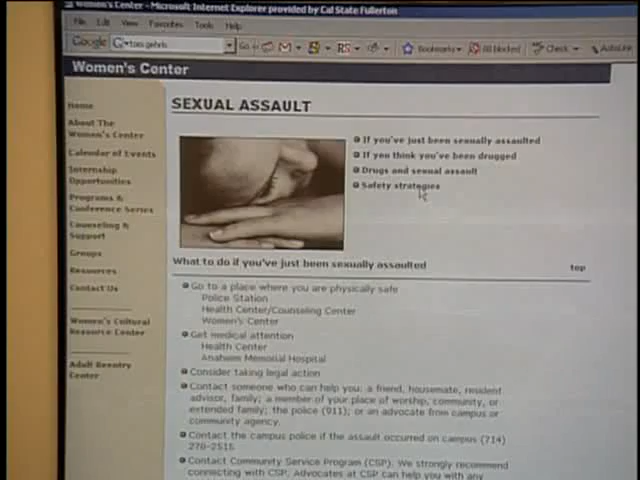 Women's Center - Microsoft Internet Explorer provided by Cal State Fullerton
File Edit View Favorites Tools Help
Google Go Bookmarks 80 blocked Check AutoLink
Women's Center
Home
About The
Women's Center
Calendar of Events
Internship
Opportunities
Programs &
Conference Series
Counseling &
Support
Groups
Resources
Contact Us
Women's Cultural
Resource Center
Adult Reentry
Center
SEXUAL ASSAULT
If you've just been sexually assaulted
If you think you've been drugged
Drugs and sexual assault
Safety strategies
What to do if you've just been sexually assaulted
top
Go to a place where you are physically safe
Police Station
Health Center/Counseling Center
Women's Center
Get medical attention
Health Center
Anaheim Memorial Hospital
Consider taking legal action
Contact someone who can help you: a friend, housemate, resident
advisor, family; a member of your place of worship, community, or
extended family; the police (911); or an advocate from campus or
community agency.
Contact the campus police if the assault occurred on campus (714)
278-2515
Contact Community Service Program (CSP). We strongly recommend
connecting with CSP. Advocates at CSP can help you with any